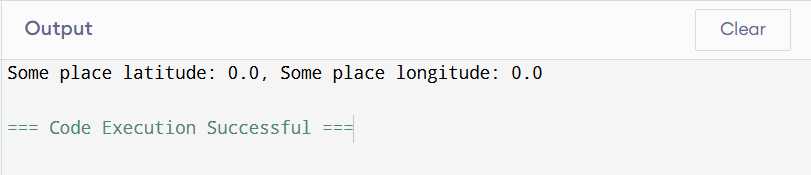 Output
Clear
Some place latitude: 0.0, Some place longitude: 0.0
=== Code Execution Successful ===